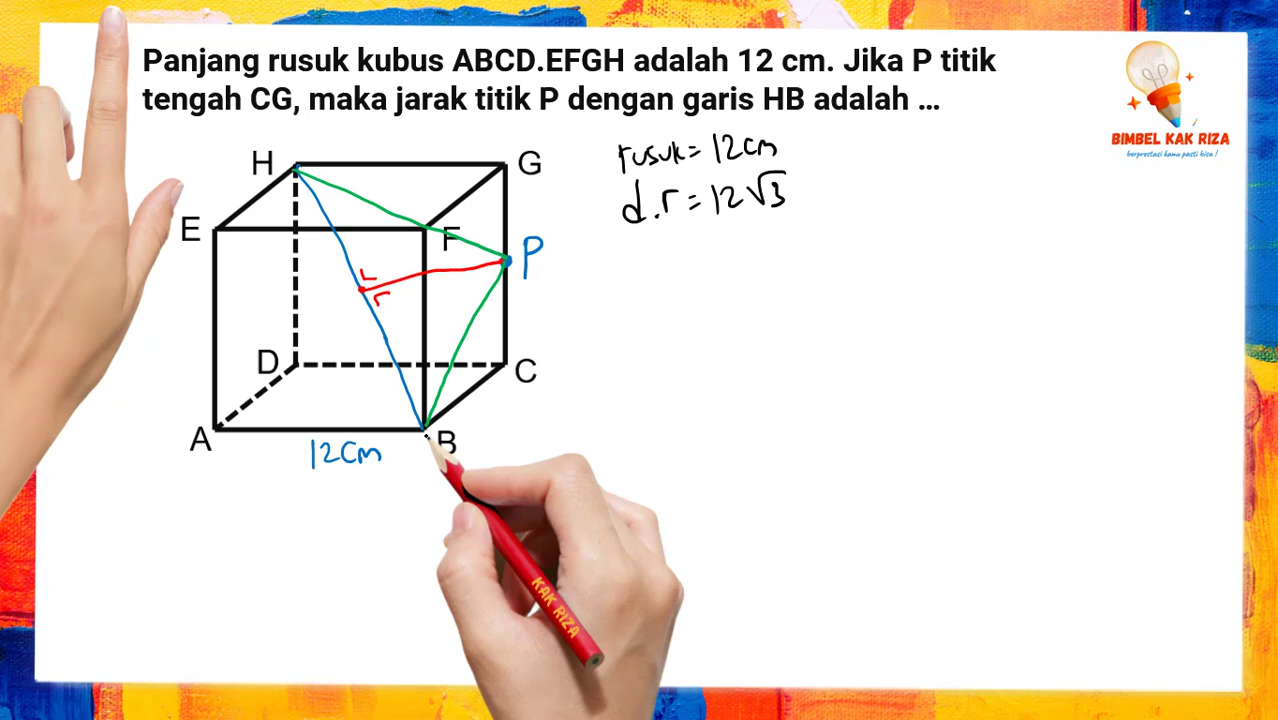 Panjang rusuk kubus ABCD.EFGH adalah 12 cm. Jika P titik
tengah CG, maka jarak titik P dengan garis HB adalah ...
BIMBEL KAK RIZA
berprestasi kamu pasti bisa !
rusuk = 12cm
d.r = 12√3
H
G
E
F
P
D
C
A
B
12cm
KAK RIZA